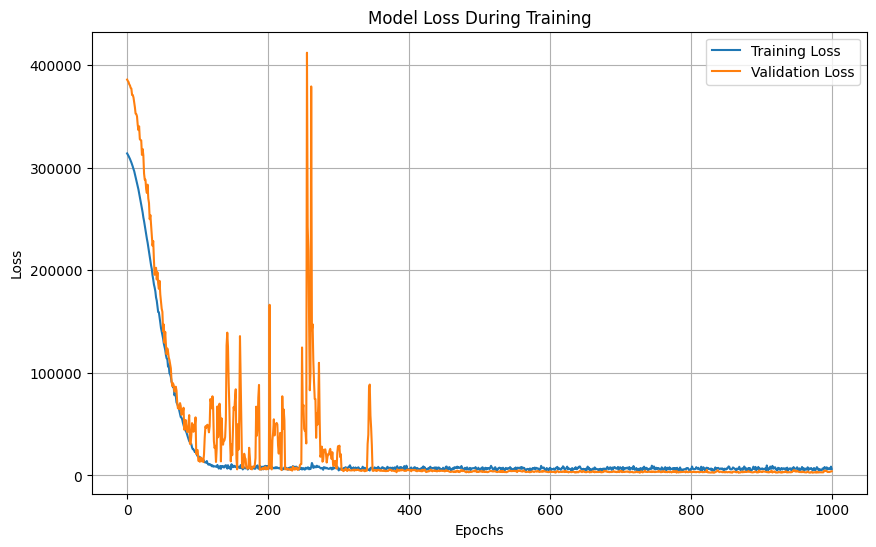 Model Loss During Training
Training Loss
Validation Loss
400000
300000
200000
100000
0
Loss
0
200
400
600
800
1000
Epochs